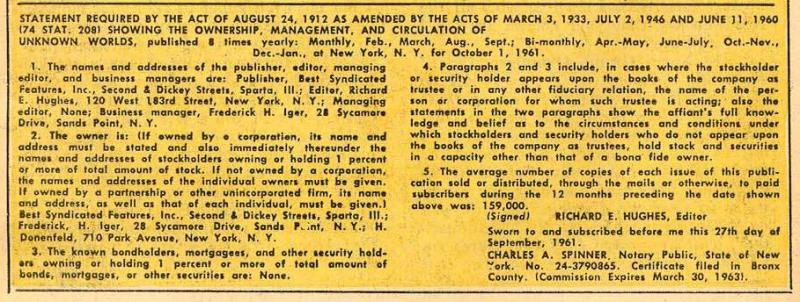 STATEMENT REQUIRED BY THE ACT OF AUGUST 24, 1912 AS AMENDED BY THE ACTS OF MARCH 3, 1933, JULY 2, 1946 AND JUNE 11, 1960
(74 STAT. 208) SHOWING THE OWNERSHIP, MANAGEMENT, AND CIRCULATION OF
UNKNOWN WORLDS, published 8 times yearly: Monthly, Feb., March, Aug., Sept.; Bi-monthly, Apr.-May, June-July, Oct.-Nov.,
Dec.-Jan., at New York, N. Y. for October 1, 1961.
1. The names and addresses of the publisher, editor, managing
editor, and business managers are: Publisher, Best Syndicated
Features, Inc., Second & Dickey Streets, Sparta, Ill.; Editor, Richard
E. Hughes, 120 West 183rd Street, New York, N. Y.; Managing
editor, None; Business manager, Frederick H. Iger, 28 Sycamore
Drive, Sands Point, N. Y.
2. The owner is: (If owned by a corporation, its name and
address must be stated and also immediately thereunder the
names and addresses of stockholders owning or holding 1 percent
or more of total amount of stock. If not owned by a corporation,
the names and addresses of the individual owners must be given.
If owned by a partnership or other unincorporated firm, its name
and address, as well as that of each individual, must be given.)
Best Syndicated Features, Inc., Second & Dickey Streets, Sparta, Ill.;
Frederick, H. Iger, 28 Sycamore Drive, Sands Point, N. Y.; H.
Donenfeld, 710 Park Avenue, New York, N. Y.
3. The known bondholders, mortgagees, and other security hold-
ers owning or holding 1 percent or more of total amount of
bonds, mortgages, or other securities are: None.
4. Paragraphs 2 and 3 include, in cases where the stockholder
or security holder appears upon the books of the company as
trustee or in any other fiduciary relation, the name of the per-
son or corporation for whom such trustee is acting; also the
statements in the two paragraphs show the affiant's full know-
ledge and belief as to the circumstances and conditions under
which stockholders and security holders who do not appear upon
the books of the company as trustees, hold stock and securities
in a capacity other than that of a bona fide owner.
5. The average number of copies of each issue of this publi-
cation sold or distributed, through the mails or otherwise, to paid
subscribers during the 12 months preceding the date shown
above was: 159,000.
(Signed) RICHARD E. HUGHES, Editor
Sworn to and subscribed before me this 27th day of
September, 1961.
CHARLES A. SPINNER, Notary Public, State of New
York. No. 24-3790865. Certificate filed in Bronx
County. (Commission Expires March 30, 1963).